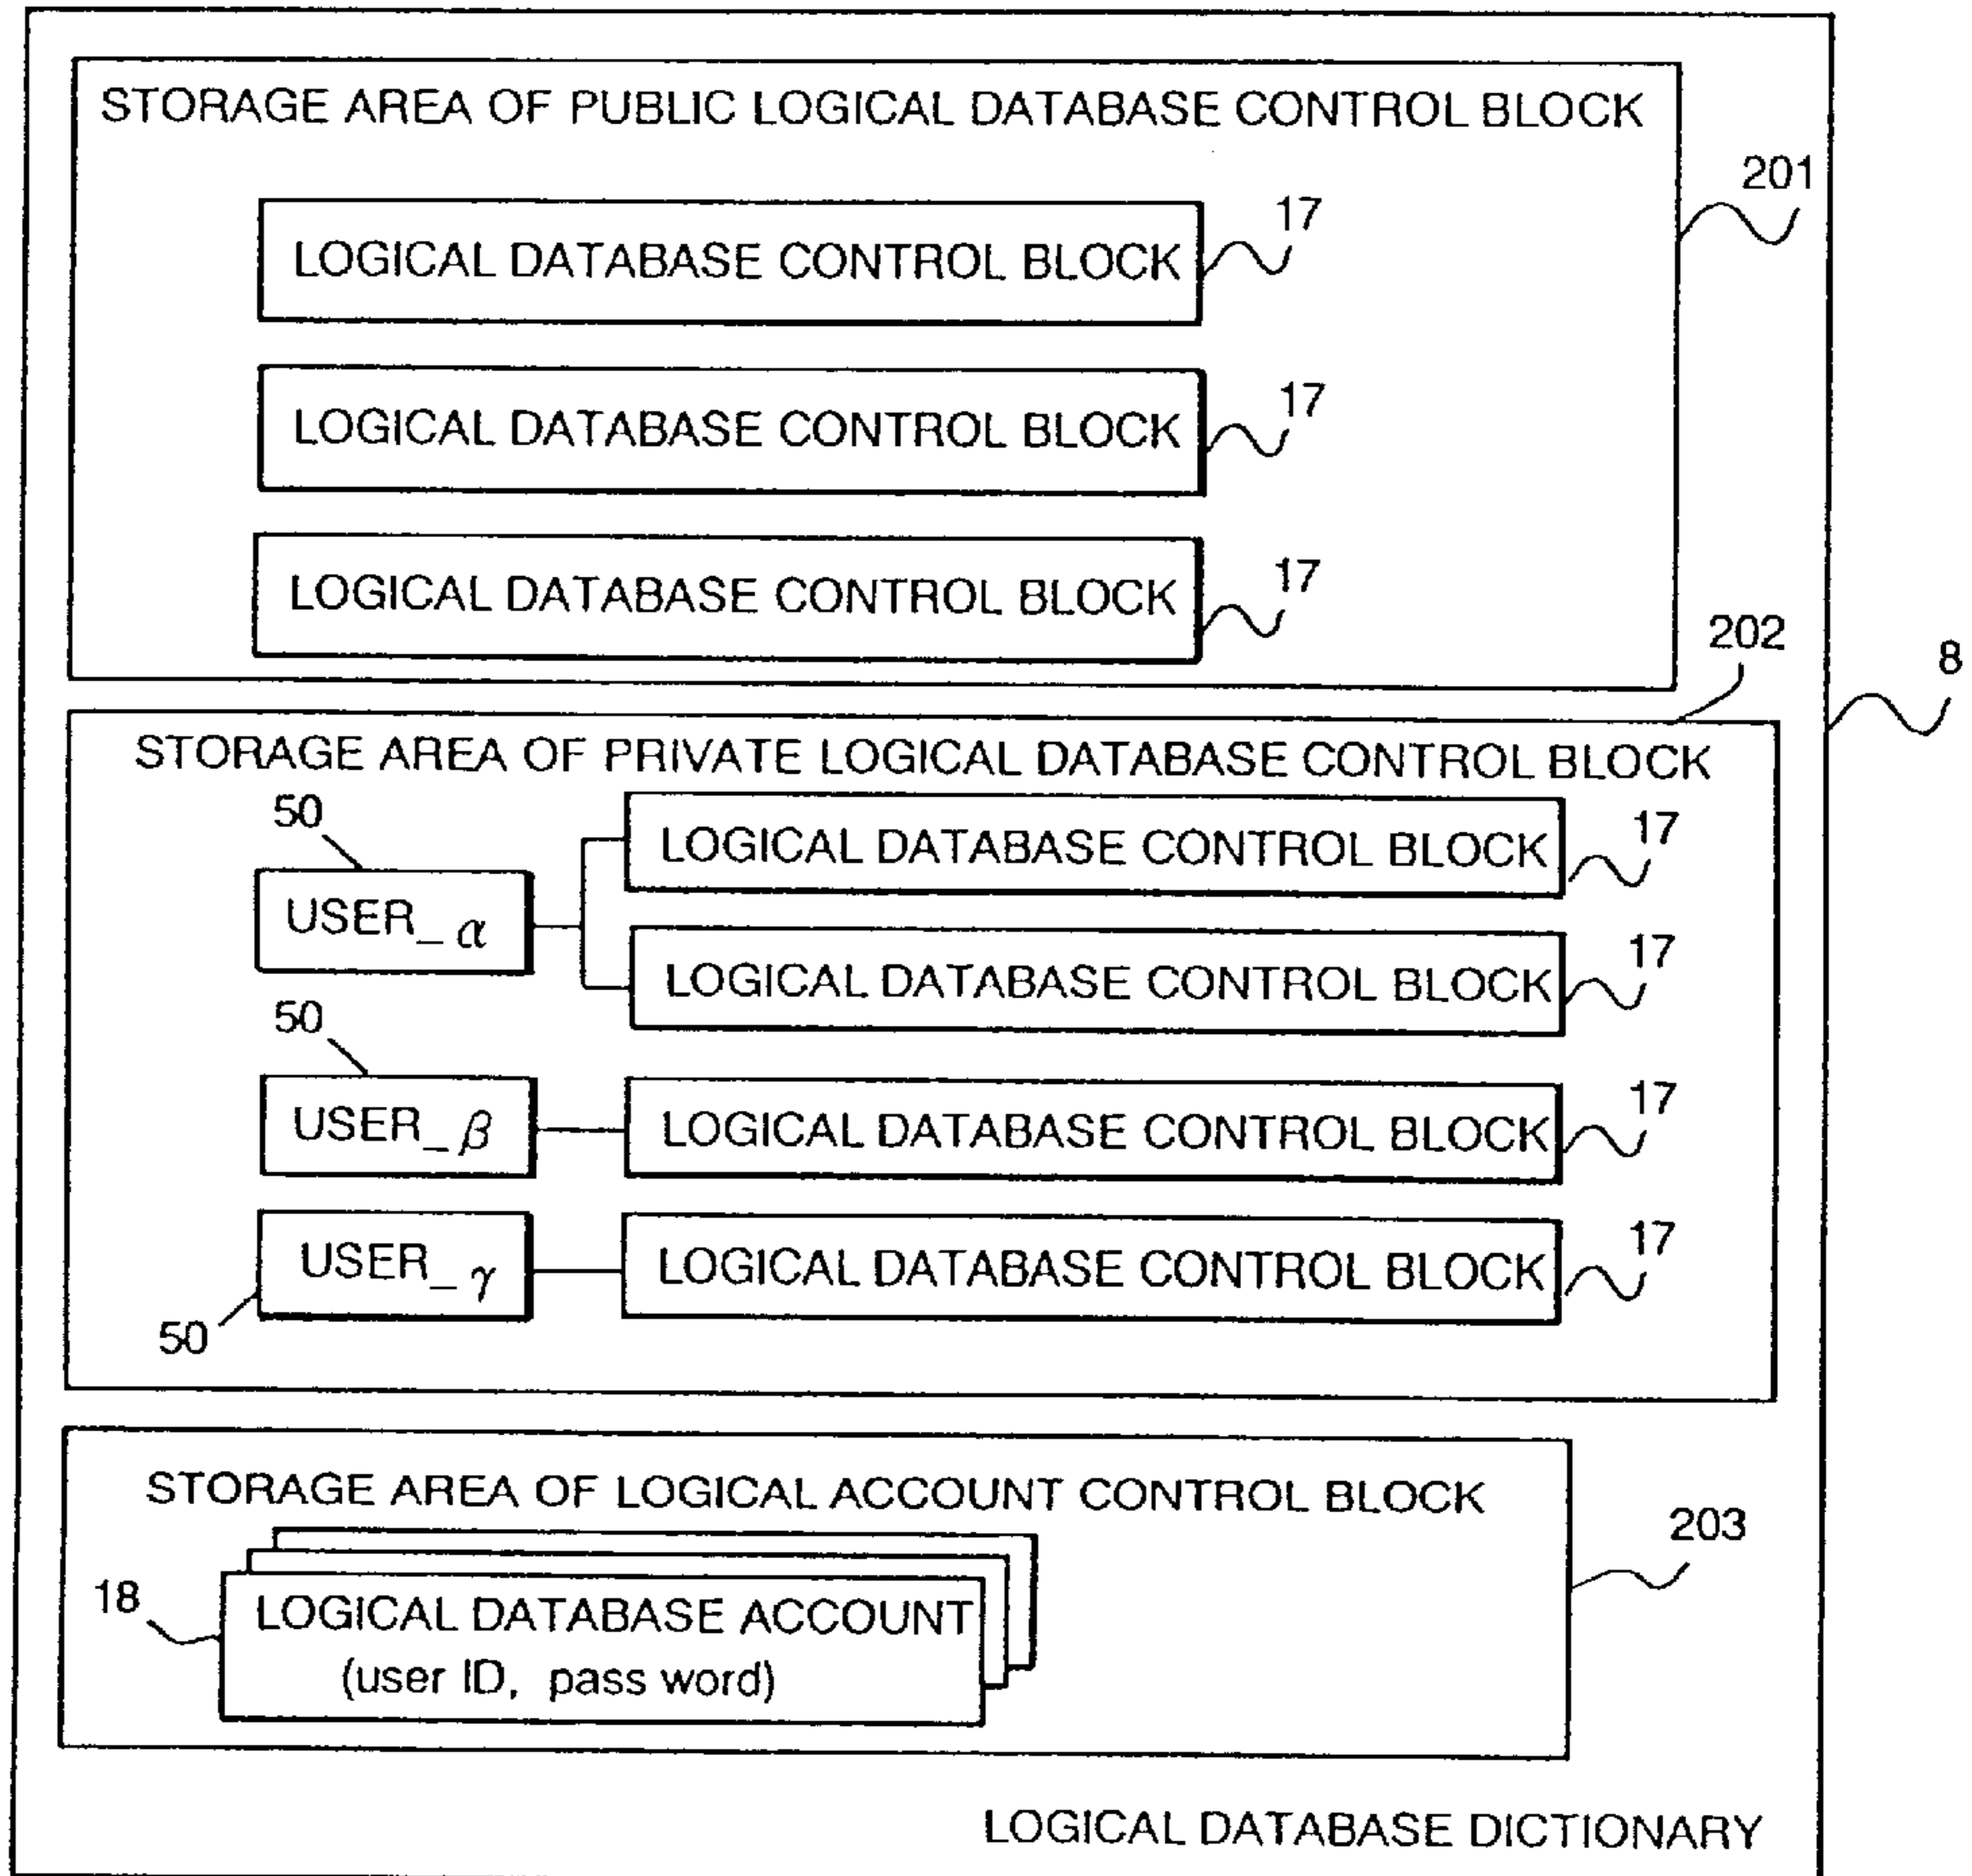 STORAGE AREA OF PUBLIC LOGICAL DATABASE CONTROL BLOCK
201
LOGICAL DATABASE CONTROL BLOCK
17
LOGICAL DATABASE CONTROL BLOCK
17
LOGICAL DATABASE CONTROL BLOCK
17
202
8
STORAGE AREA OF PRIVATE LOGICAL DATABASE CONTROL BLOCK
50
USER_α
LOGICAL DATABASE CONTROL BLOCK
17
LOGICAL DATABASE CONTROL BLOCK
17
50
USER_β
LOGICAL DATABASE CONTROL BLOCK
17
USER_γ
LOGICAL DATABASE CONTROL BLOCK
17
50
STORAGE AREA OF LOGICAL ACCOUNT CONTROL BLOCK
203
18
LOGICAL DATABASE ACCOUNT
(user ID, pass word)
LOGICAL DATABASE DICTIONARY